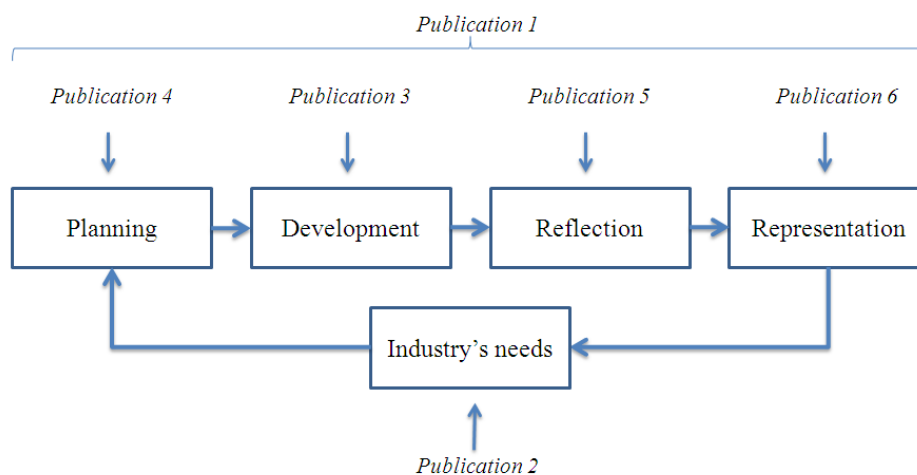 Publication 1
Publication 4
Publication 3
Publication 5
Publication 6
Planning
Development
Reflection
Representation
Industry’s needs
Publication 2